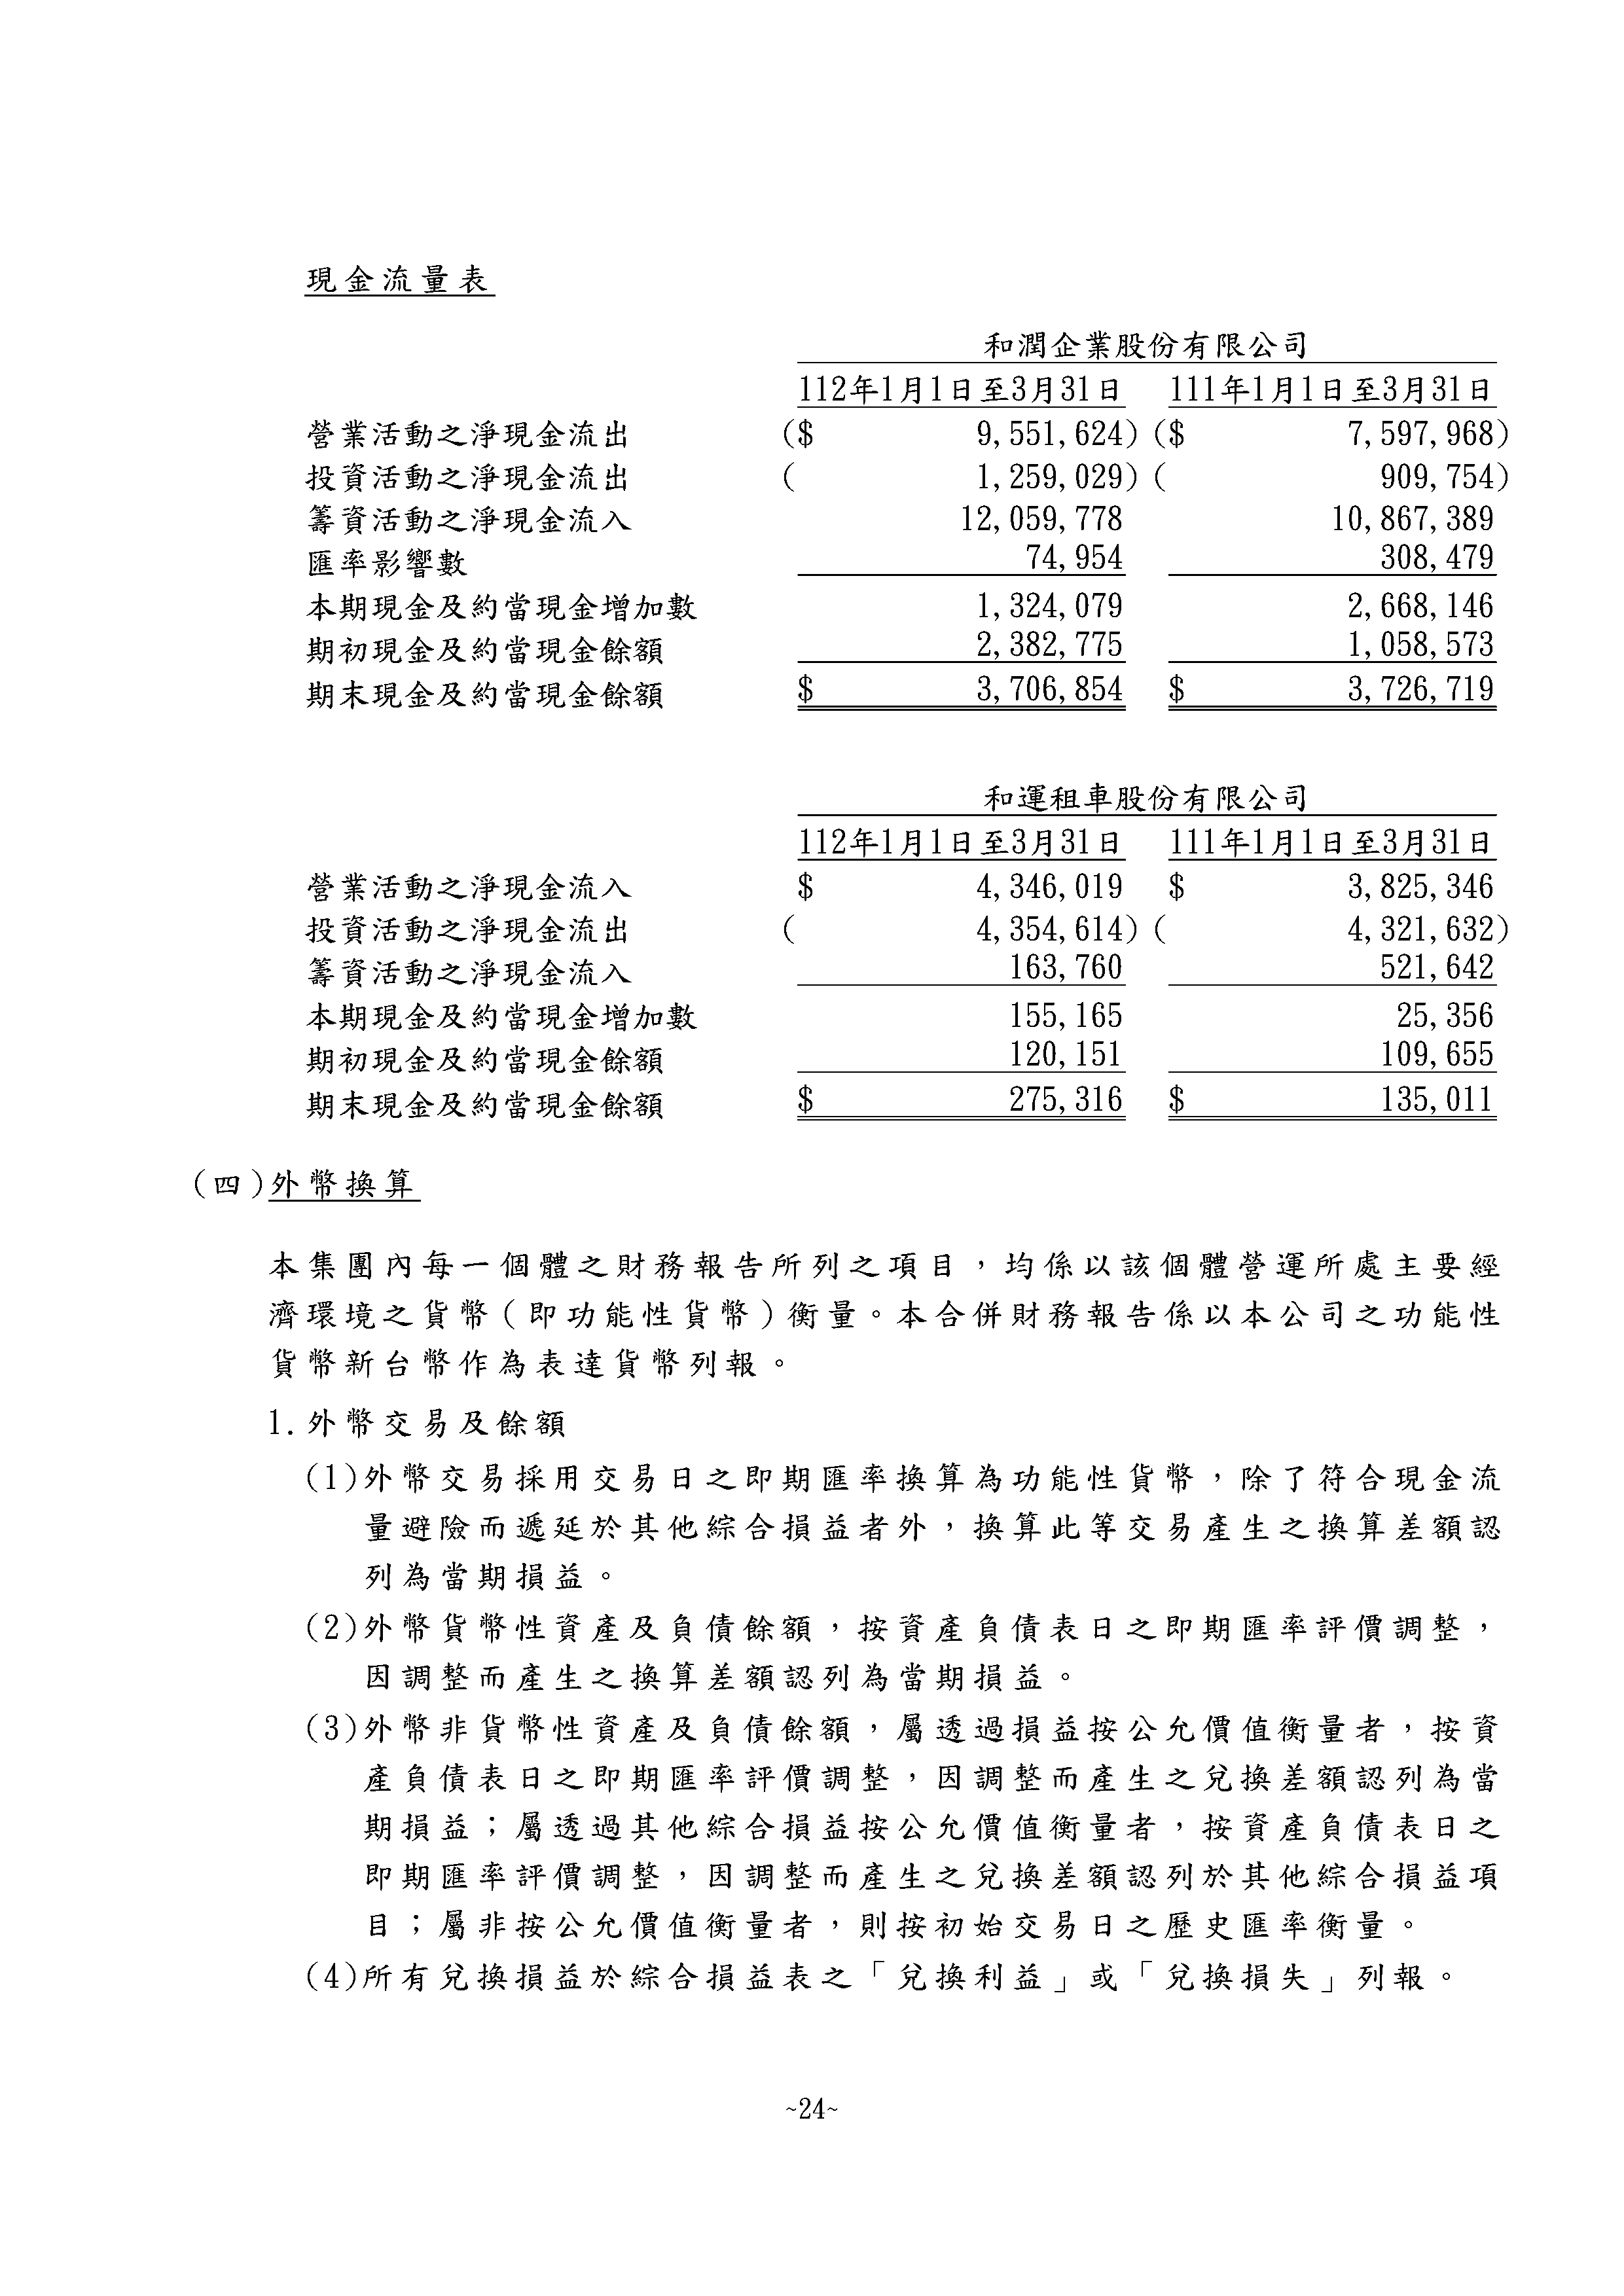 現金流量表
和潤企業股份有限公司
112年1月1日至3月31日 111年1月1日至3月31日
營業活動之淨現金流出 ($ 9,551,624) ($ 7,597,968)
投資活動之淨現金流出 ( 1,259,029) ( 909,754)
籌資活動之淨現金流入 12,059,778 10,867,389
匯率影響數 74,954 308,479
本期現金及約當現金增加數 1,324,079 2,668,146
期初現金及約當現金餘額 2,382,775 1,058,573
期末現金及約當現金餘額 $ 3,706,854 $ 3,726,719
和運租車股份有限公司
112年1月1日至3月31日 111年1月1日至3月31日
營業活動之淨現金流入 $ 4,346,019 $ 3,825,346
投資活動之淨現金流出 ( 4,354,614) ( 4,321,632)
籌資活動之淨現金流入 163,760 521,642
本期現金及約當現金增加數 155,165 25,356
期初現金及約當現金餘額 120,151 109,655
期末現金及約當現金餘額 $ 275,316 $ 135,011
(四)外幣換算
本集團內每一個體之財務報告所列之項目，均係以該個體營運所處主要經
濟環境之貨幣(即功能性貨幣)衡量。本合併財務報告係以本公司之功能性
貨幣新台幣作為表達貨幣列報。
1.外幣交易及餘額
(1)外幣交易採用交易日之即期匯率換算為功能性貨幣，除了符合現金流
量避險而遞延於其他綜合損益者外，換算此等交易產生之換算差額認
列為當期損益。
(2)外幣貨幣性資產及負債餘額，按資產負債表日之即期匯率評價調整，
因調整而產生之換算差額認列為當期損益。
(3)外幣非貨幣性資產及負債餘額，屬透過損益按公允價值衡量者，按資
產負債表日之即期匯率評價調整，因調整而產生之兌換差額認列為當
期損益；屬透過其他綜合損益按公允價值衡量者，按資產負債表日之
即期匯率評價調整，因調整而產生之兌換差額認列於其他綜合損益項
目；屬非按公允價值衡量者，則按初始交易日之歷史匯率衡量。
(4)所有兌換損益於綜合損益表之「兌換利益」或「兌換損失」列報。
~24~